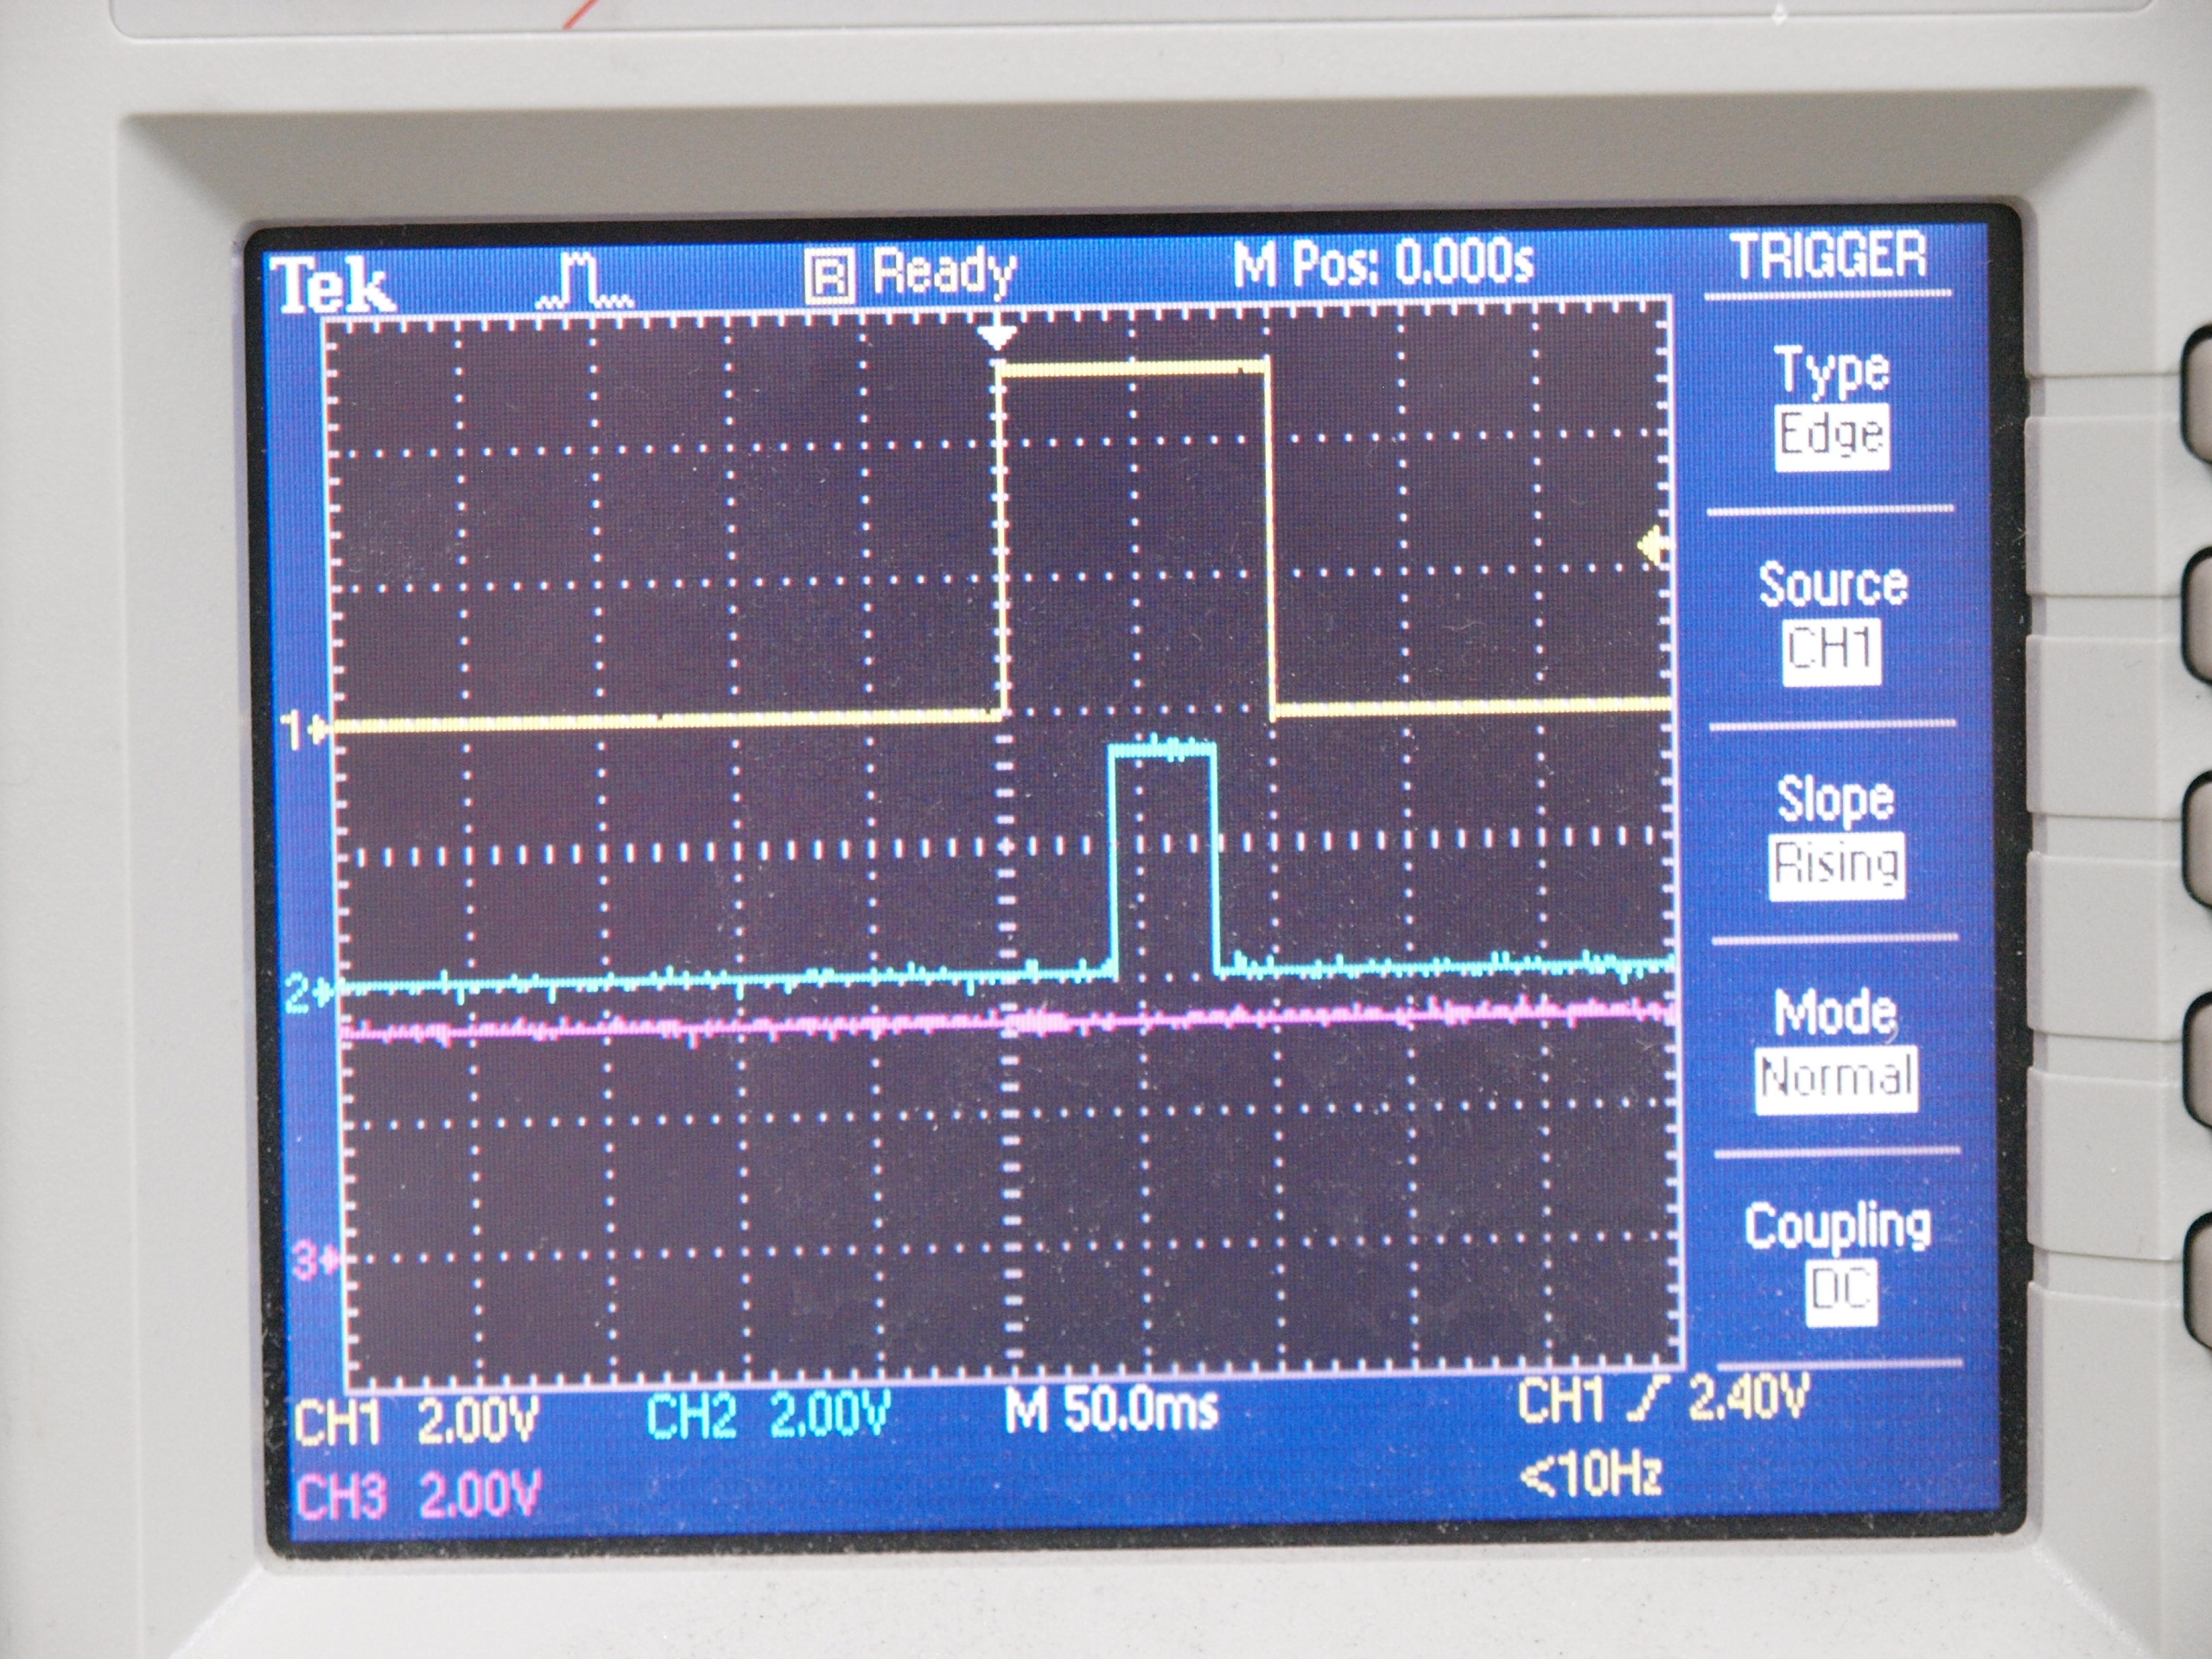 Tek R Ready M Pos: 0.000s TRIGGER
Type
Edge
Source
CH1
Slope
Rising
Mode
Normal
Coupling
DC
1
2
3
CH1 2.00V CH2 2.00V M 50.0ms CH1 2.40V
CH3 2.00V <10Hz